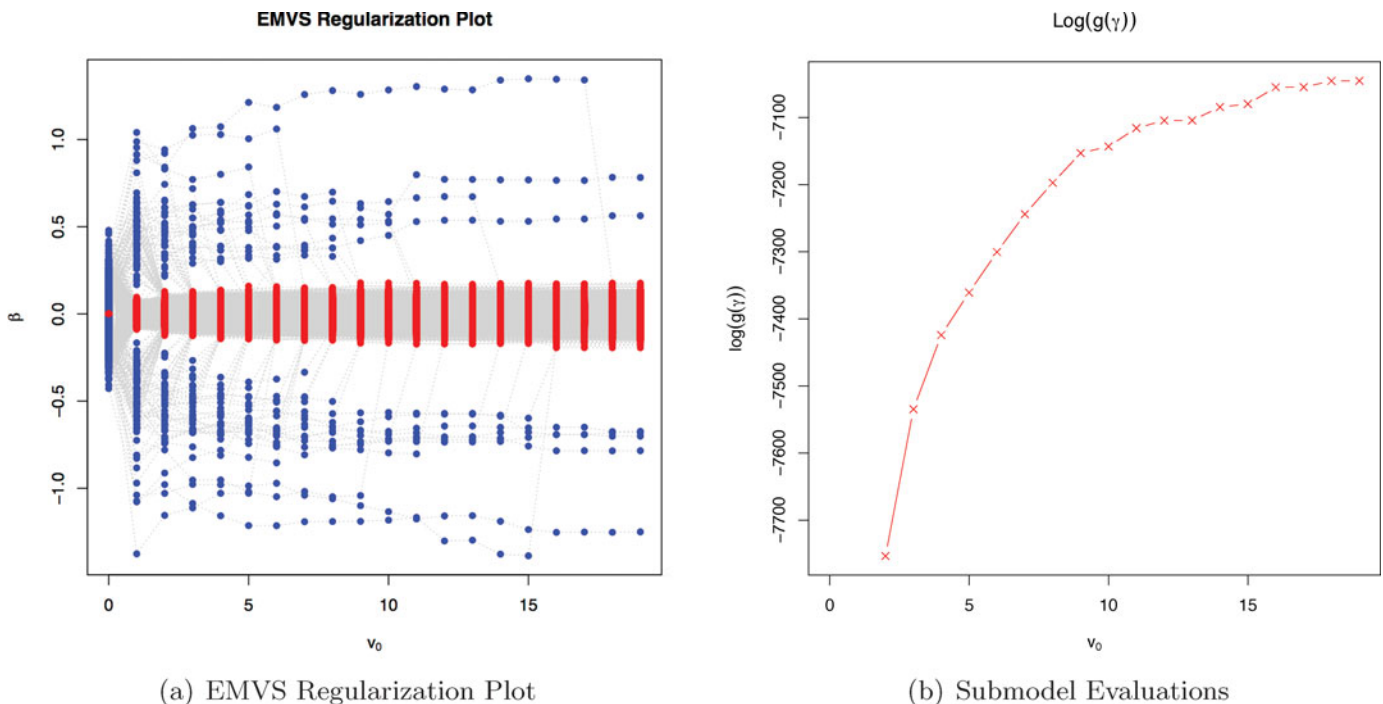 EMVS Regularization Plot
β
1.0
0.5
0.0
-0.5
-1.0
0
5
10
15
v₀
(a) EMVS Regularization Plot
Log(g(γ))
log(g(γ))
-7100
-7200
-7300
-7400
-7500
-7600
-7700
0
5
10
15
v₀
(b) Submodel Evaluations